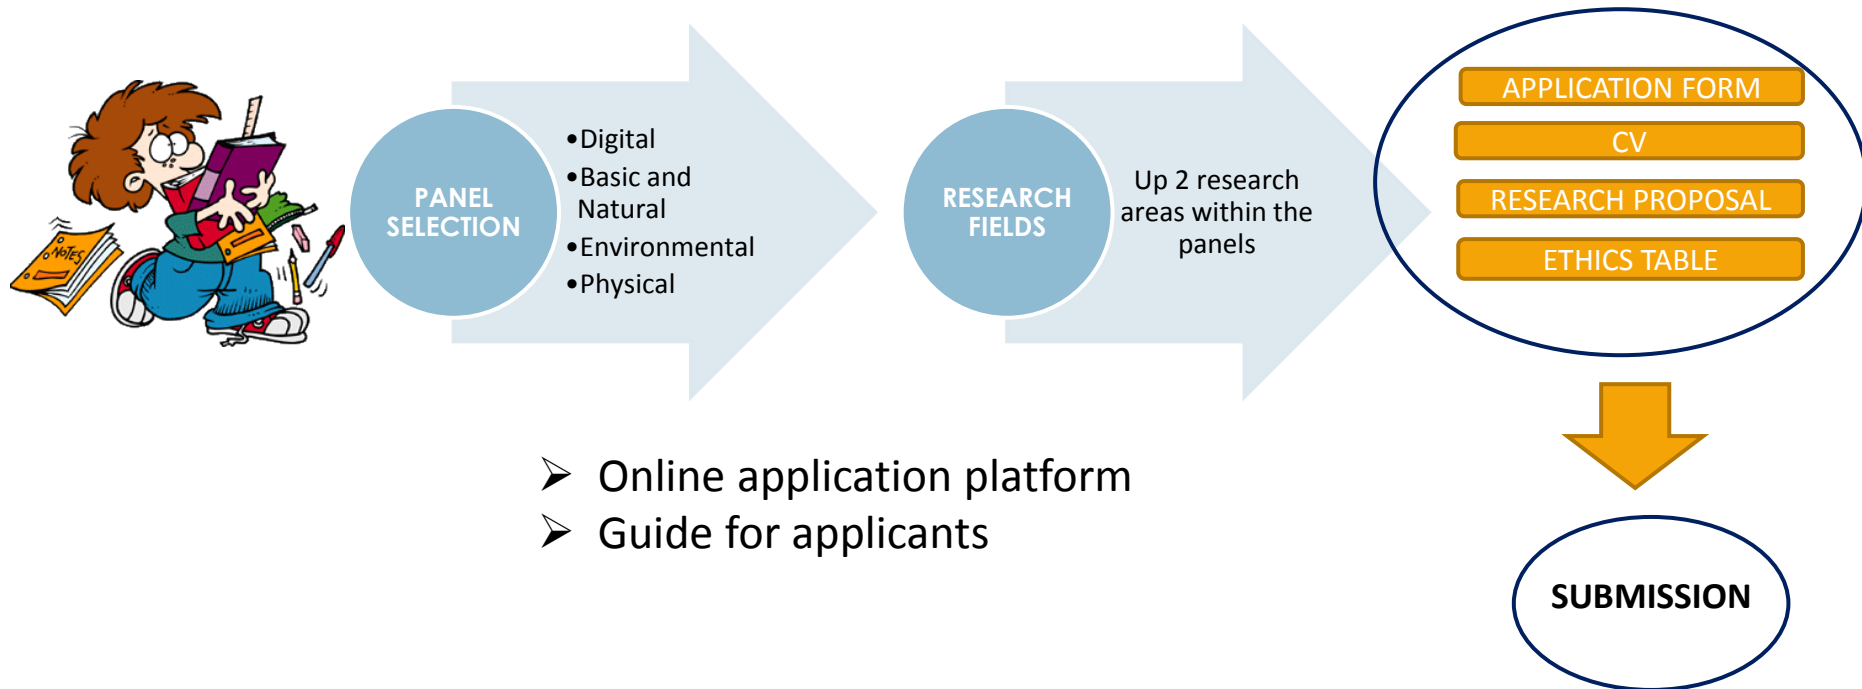 NOTES
PANEL
SELECTION
•Digital
•Basic and
Natural
•Environmental
•Physical
RESEARCH
FIELDS
Up 2 research
areas within the
panels
APPLICATION FORM
CV
RESEARCH PROPOSAL
ETHICS TABLE
➢ Online application platform
➢ Guide for applicants
SUBMISSION